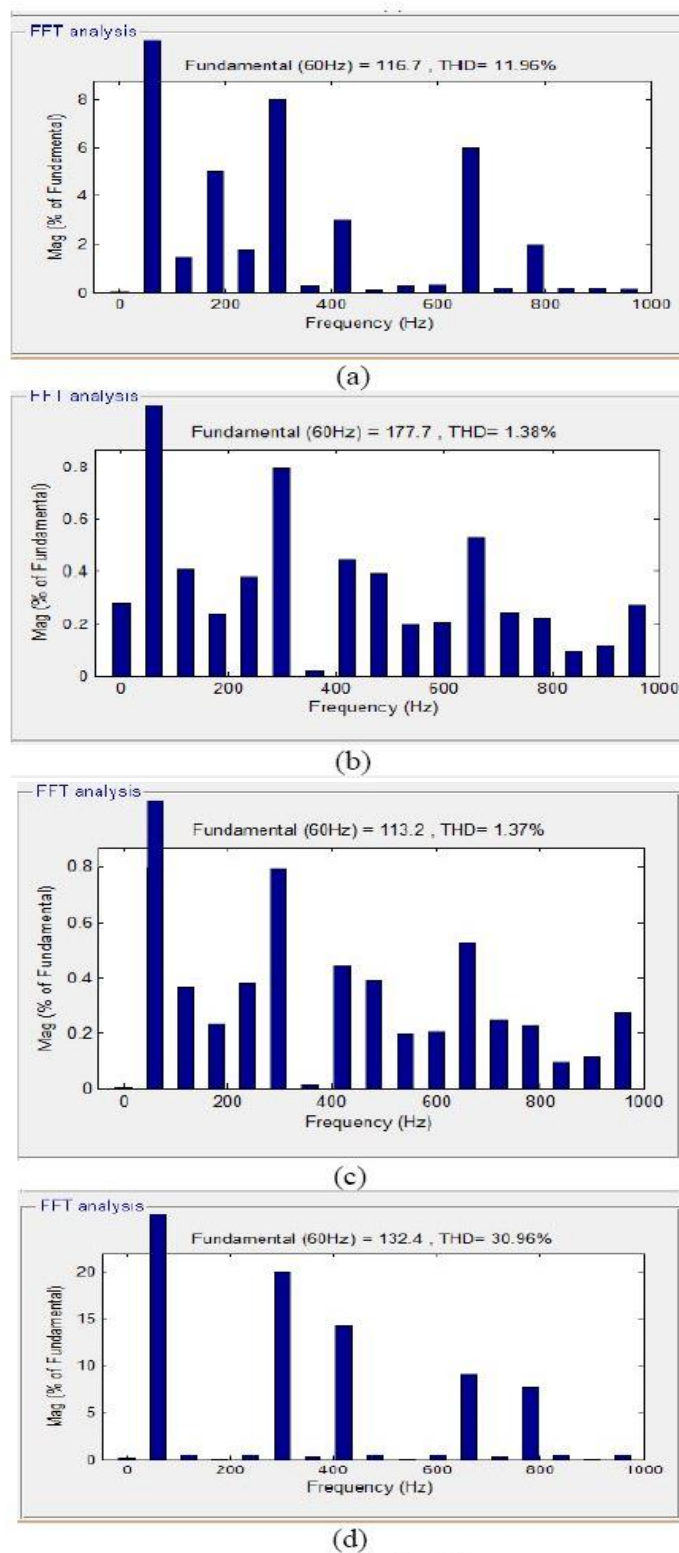 FFT analysis
Fundamental (60Hz) = 116.7 , THD= 11.96%
Mag (% of Fundamental)
8
6
4
2
0
0 200 400 600 800 1000
Frequency (Hz)
(a)
FFT analysis
Fundamental (60Hz) = 177.7 , THD= 1.38%
Mag (% of Fundamental)
0.8
0.6
0.4
0.2
0
0 200 400 600 800 1000
Frequency (Hz)
(b)
FFT analysis
Fundamental (60Hz) = 113.2 , THD= 1.37%
Mag (% of Fundamental)
0.8
0.6
0.4
0.2
0
0 200 400 600 800 1000
Frequency (Hz)
(c)
FFT analysis
Fundamental (60Hz) = 132.4 , THD= 30.96%
Mag (% of Fundamental)
20
15
10
5
0
0 200 400 600 800 1000
Frequency (Hz)
(d)